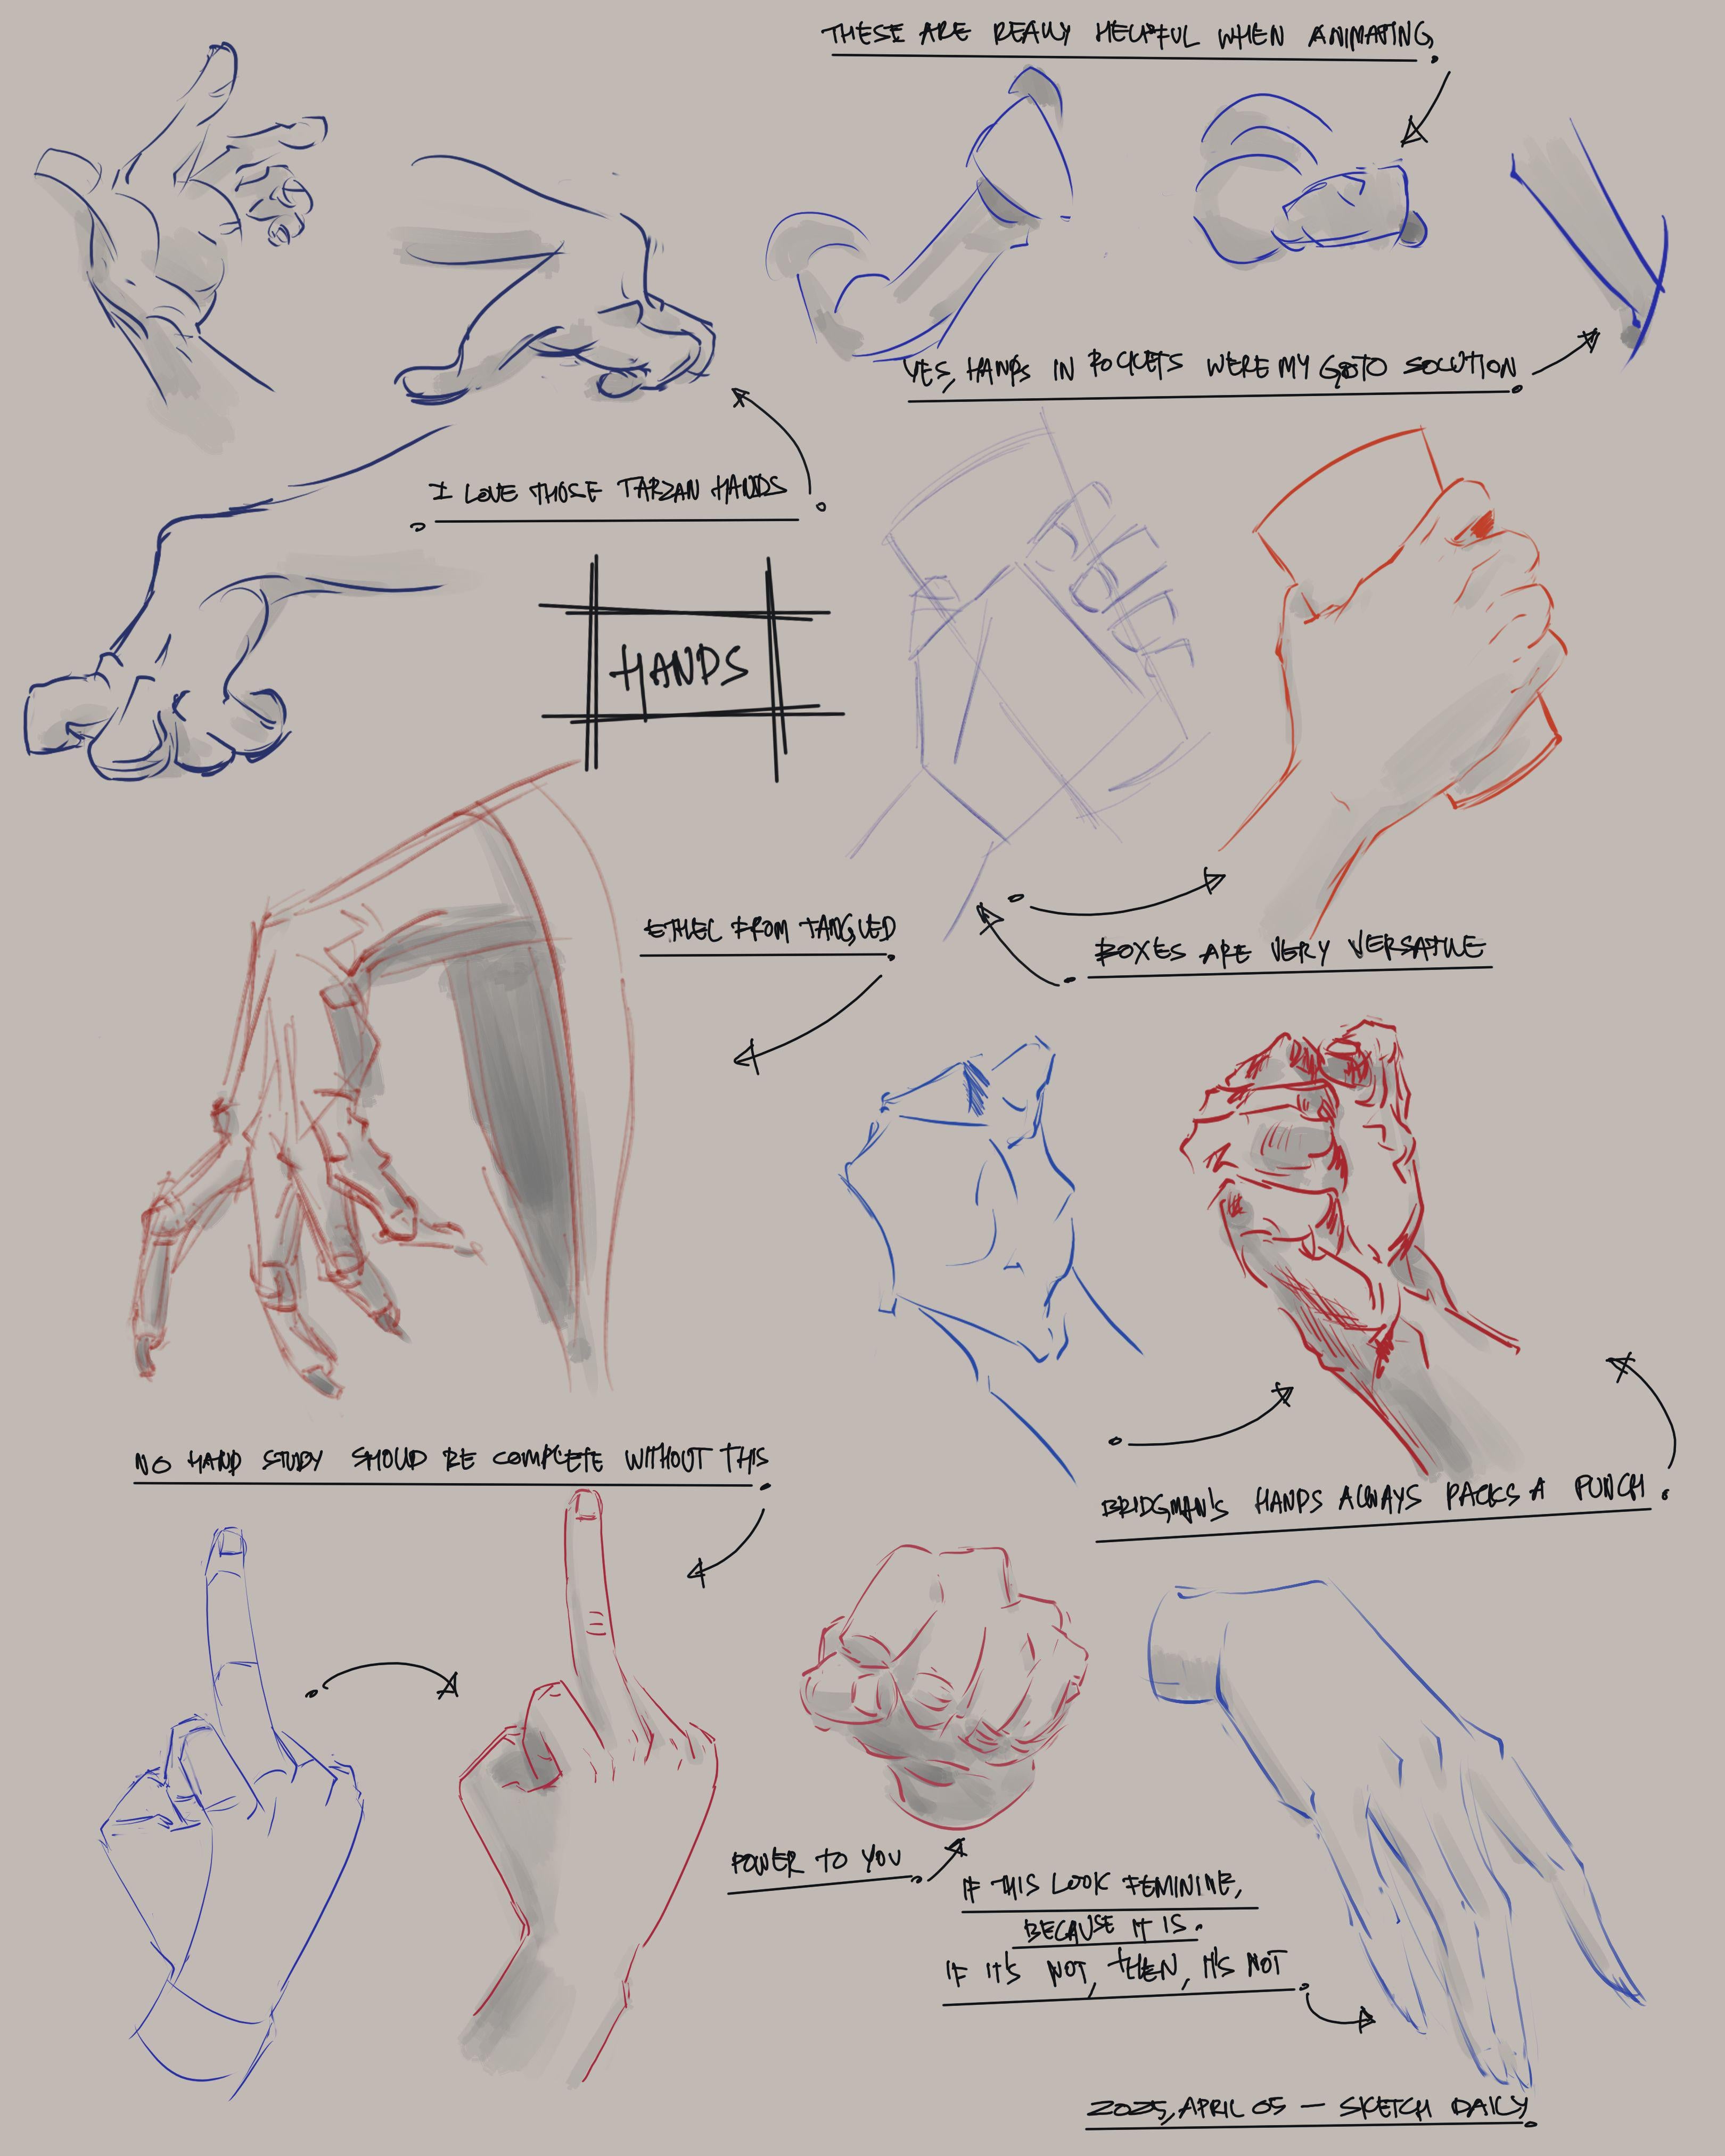 THESE ARE REALLY HELPFUL WHEN ANIMATING
YES, HANDS IN POCKETS WERE MY GOTO SOLUTION
I LOVE THOSE TARZAN HANDS
HANDS
ETHEL FROM TANGLED
BOXES ARE VERY VERSATILE
NO HAND STUDY SHOULD BE COMPLETE WITHOUT THIS
BRIDGMAN'S HANDS ALWAYS PACKS A PUNCH
POWER TO YOU
IF THIS LOOK FEMININE,
BECAUSE IT IS.
IF IT'S NOT, THEN, IT'S NOT
2025, APRIL 05 — SKETCH DAILY